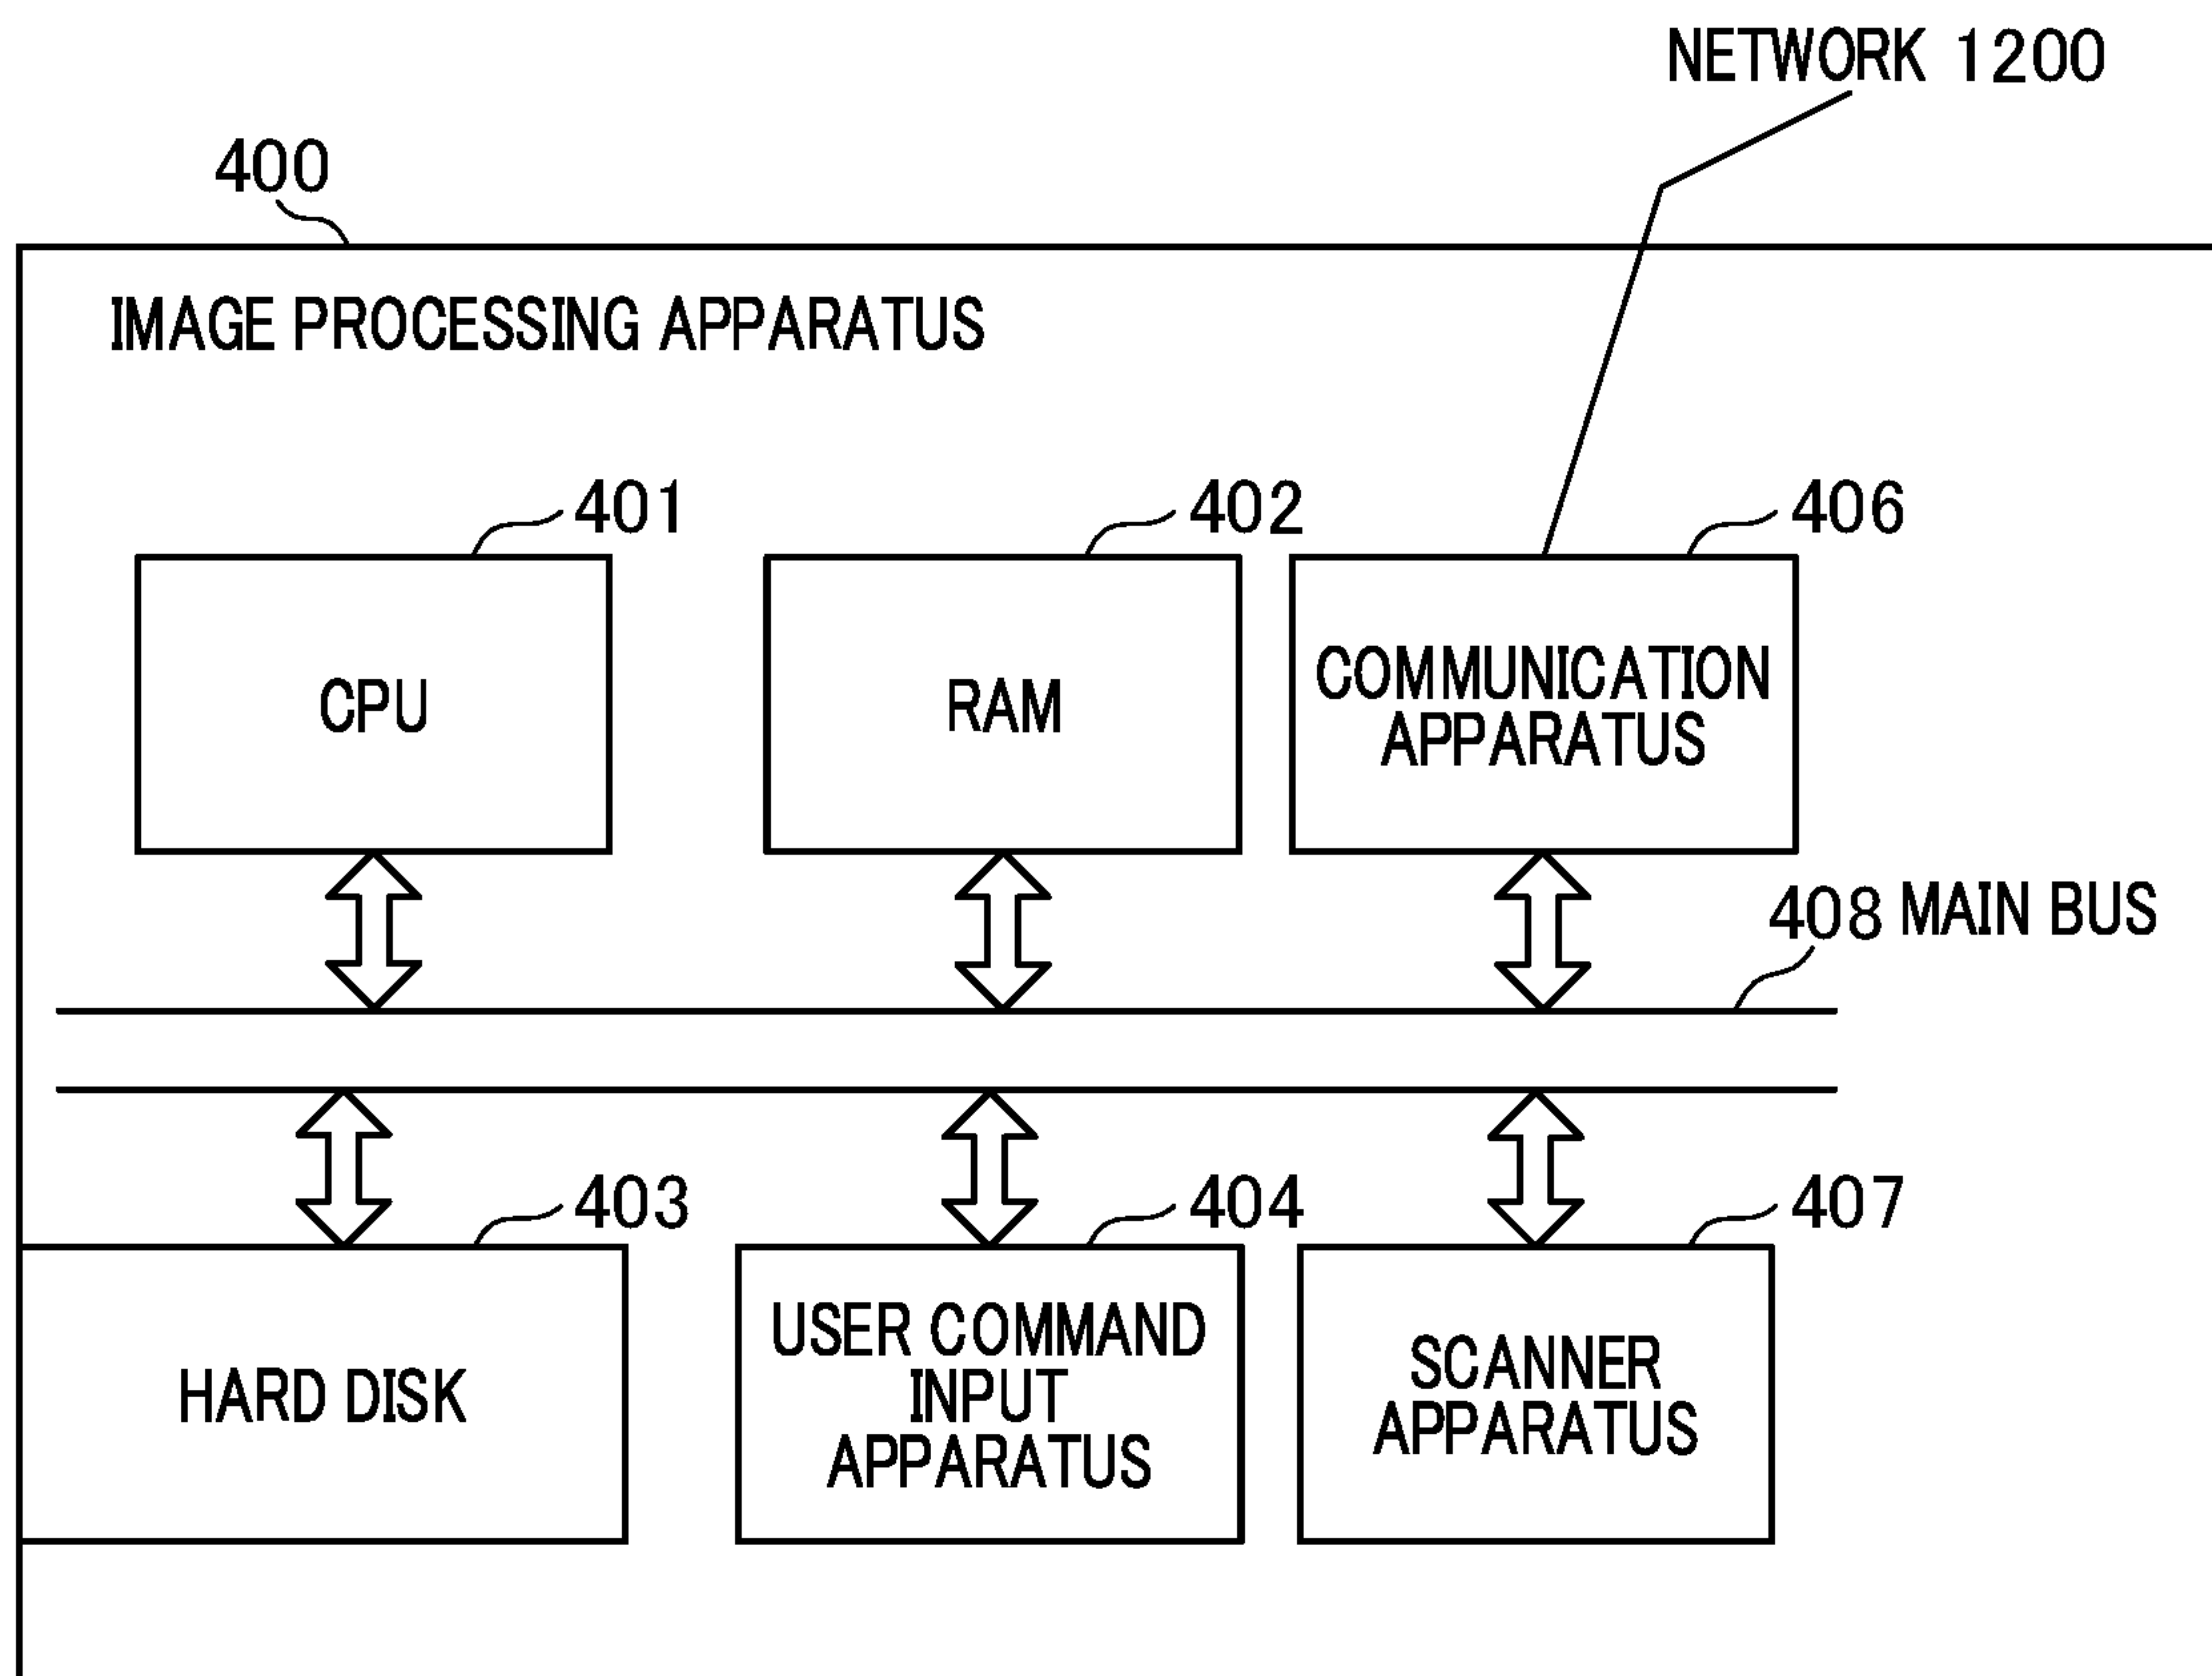 NETWORK 1200
400
IMAGE PROCESSING APPARATUS
401
402
406
CPU
RAM
COMMUNICATION
APPARATUS
408 MAIN BUS
403
404
407
HARD DISK
USER COMMAND
INPUT
APPARATUS
SCANNER
APPARATUS